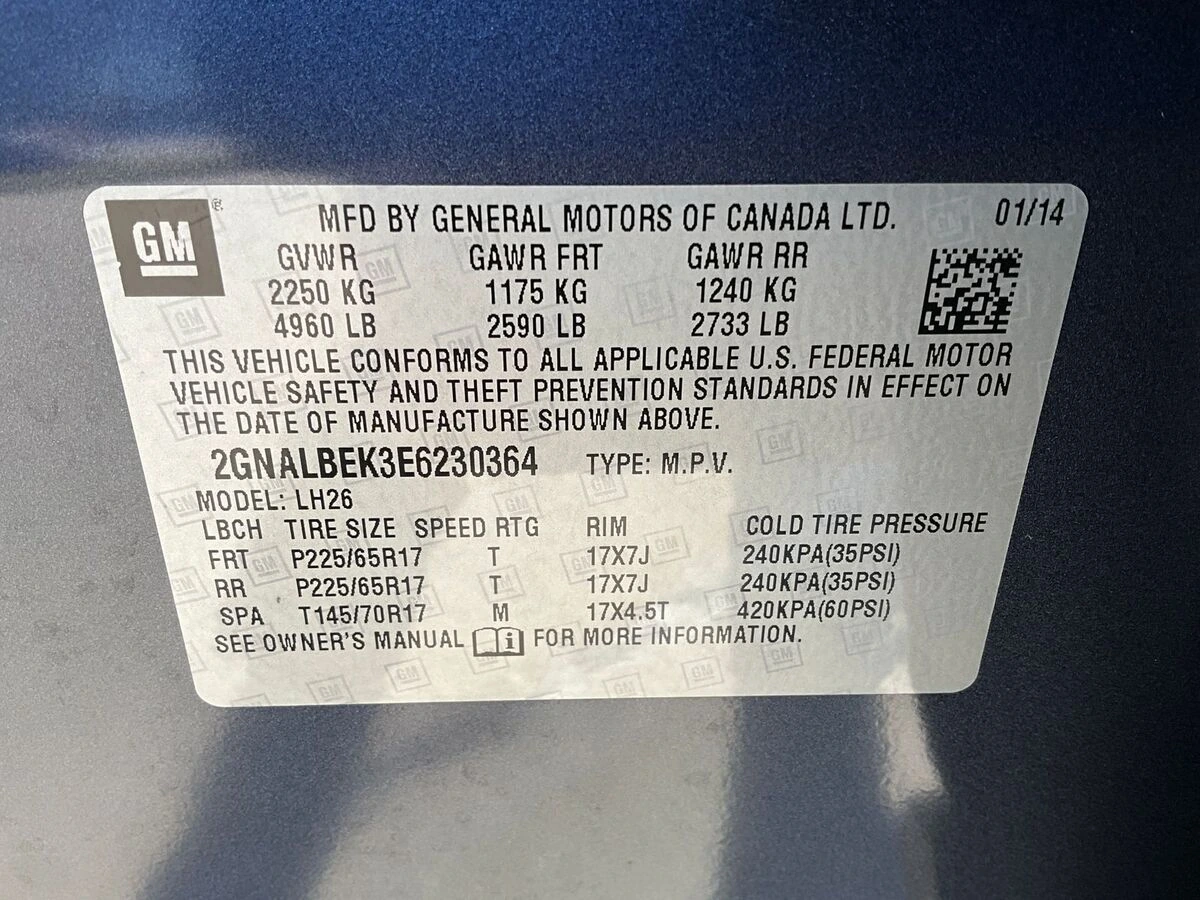 GM MFD BY GENERAL MOTORS OF CANADA LTD. 01/14
GVWR GAWR FRT GAWR RR
2250 KG 1175 KG 1240 KG
4960 LB 2590 LB 2733 LB
THIS VEHICLE CONFORMS TO ALL APPLICABLE U.S. FEDERAL MOTOR
VEHICLE SAFETY AND THEFT PREVENTION STANDARDS IN EFFECT ON
THE DATE OF MANUFACTURE SHOWN ABOVE.
2GNALBEK3E6230364 TYPE: M.P.V.
MODEL: LH26
LBCH TIRE SIZE SPEED RTG RIM COLD TIRE PRESSURE
FRT P225/65R17 T 17X7J 240KPA(35PSI)
RR P225/65R17 T 17X7J 240KPA(35PSI)
SPA T145/70R17 M 17X4.5T 420KPA(60PSI)
SEE OWNER'S MANUAL i FOR MORE INFORMATION.